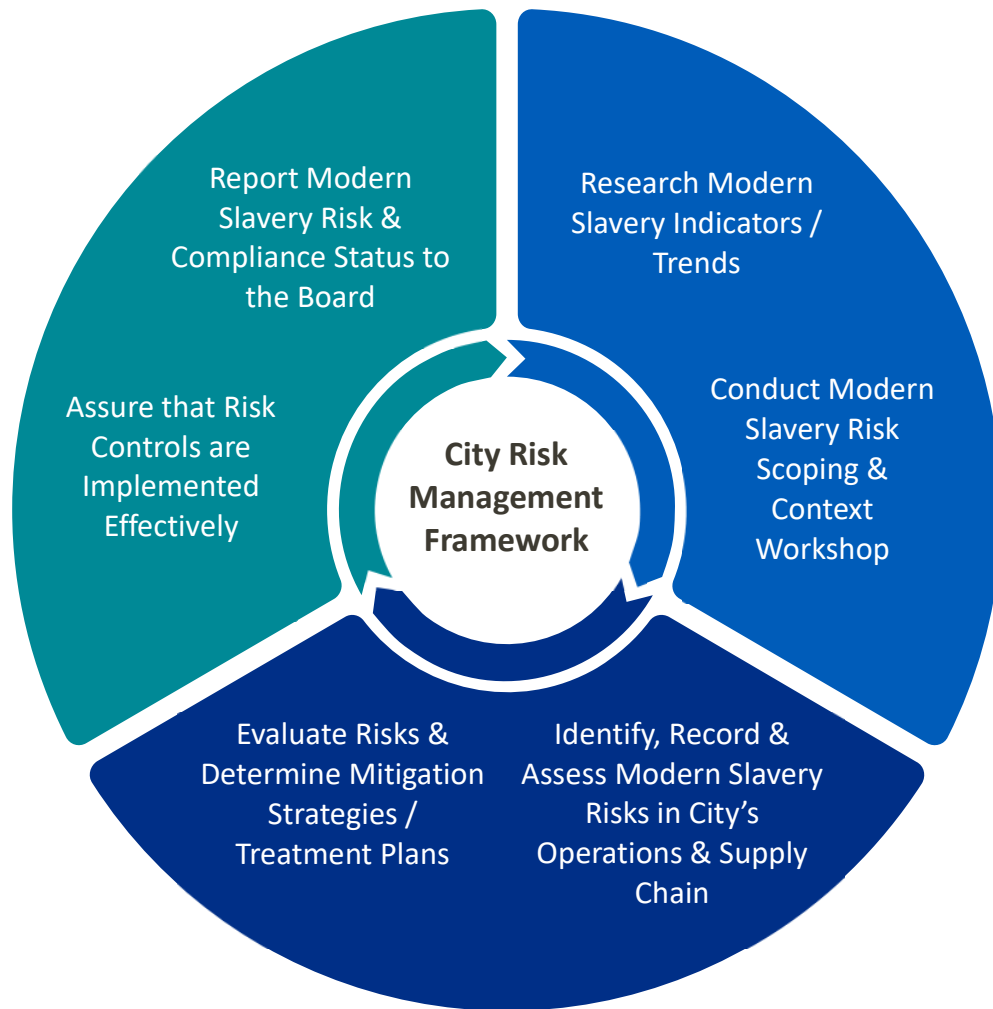 Report Modern
Slavery Risk &
Compliance Status to
the Board
Research Modern
Slavery Indicators /
Trends
Assure that Risk
Controls are
Implemented
Effectively
City Risk
Management
Framework
Conduct Modern
Slavery Risk
Scoping &
Context
Workshop
Evaluate Risks &
Determine Mitigation
Strategies /
Treatment Plans
Identify, Record &
Assess Modern Slavery
Risks in City’s
Operations & Supply
Chain